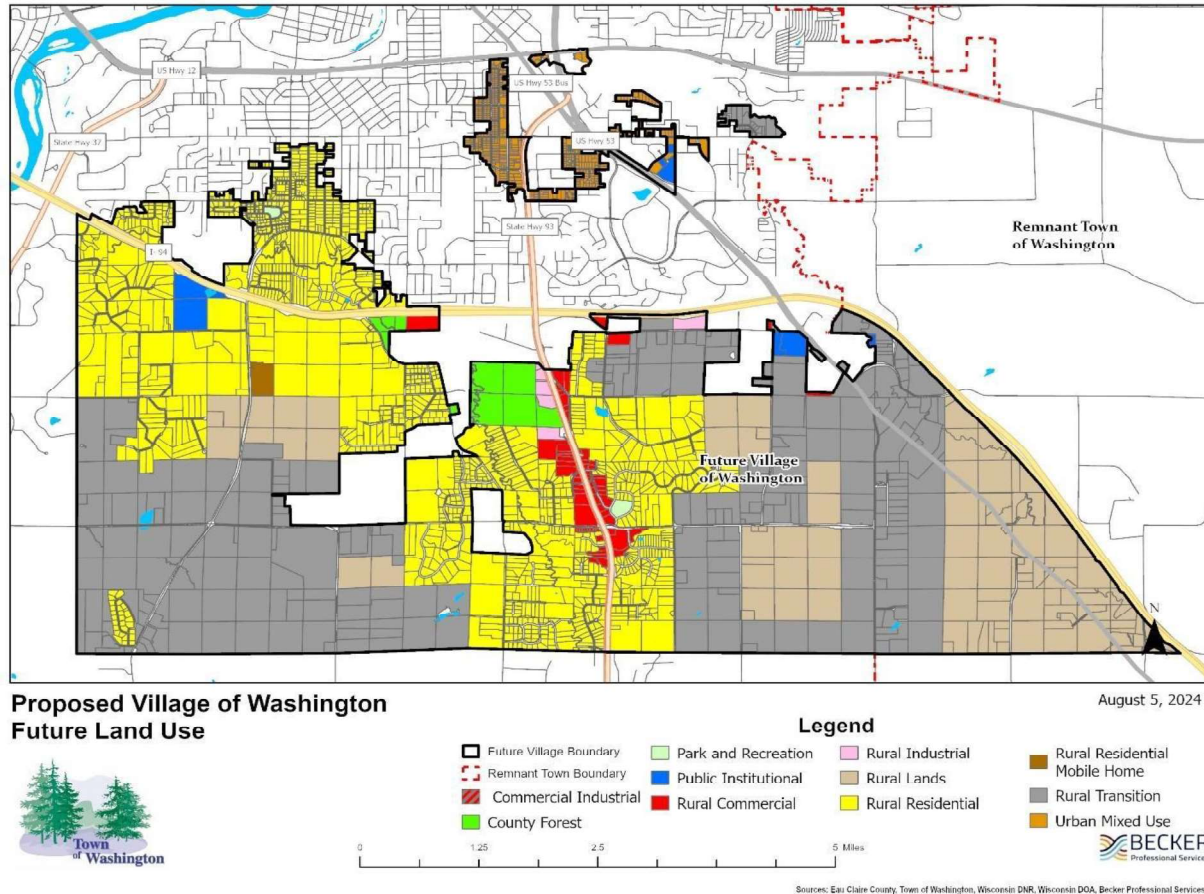 US Hwy 12
US Hwy 53 Bus
State Hwy 37
US Hwy 53
State Hwy 93
I- 94
Remnant Town
of Washington
Future Village
of Washington
N
Proposed Village of Washington
Future Land Use
August 5, 2024
Town
of Washington
Legend
Future Village Boundary
Remnant Town Boundary
Commercial Industrial
County Forest
Park and Recreation
Public Institutional
Rural Commercial
Rural Industrial
Rural Lands
Rural Residential
Rural Residential
Mobile Home
Rural Transition
Urban Mixed Use
0 1.25 2.5 5 Miles
BECKER
Professional Service
Sources: Eau Claire County, Town of Washington, Wisconsin DNR, Wisconsin DOA, Becker Professional Services